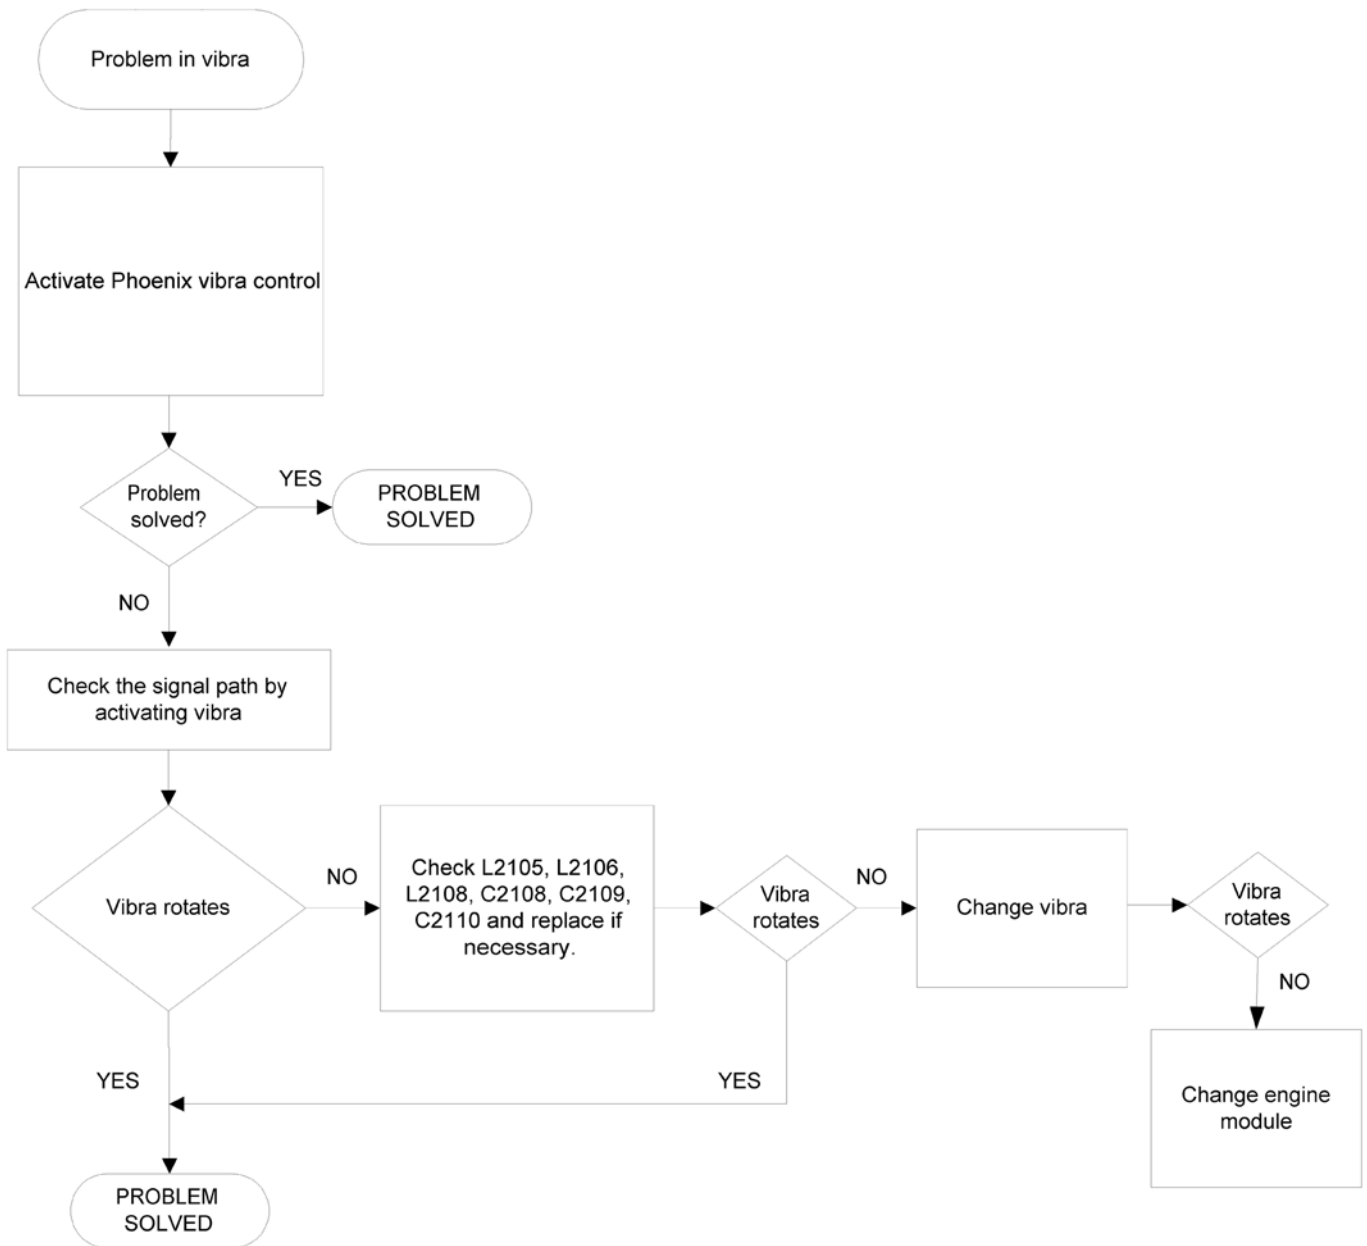 Problem in vibra
Activate Phoenix vibra control
Problem
solved?
YES
PROBLEM
SOLVED
NO
Check the signal path by
activating vibra
Vibra rotates
NO
Check L2105, L2106,
L2108, C2108, C2109,
C2110 and replace if
necessary.
Vibra
rotates
NO
Change vibra
Vibra
rotates
NO
Change engine
module
YES
YES
PROBLEM
SOLVED